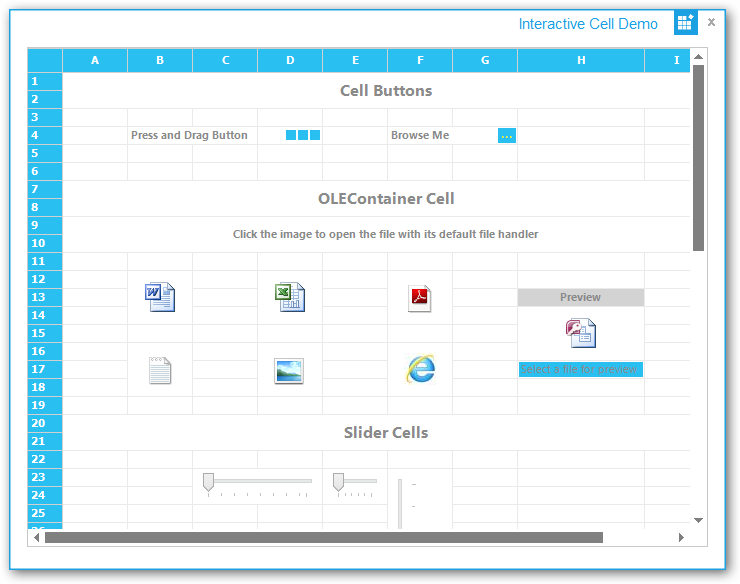 Interactive Cell Demo
A B C D E F G H I
1
Cell Buttons
2
3
4 Press and Drag Button Browse Me ...
5
6
7
OLEContainer Cell
8
9
Click the image to open the file with its default file handler
10
11
12
13 Preview
14
15
16
17 Select a file for preview
18
19
20
Slider Cells
21
22
23
24
25
26